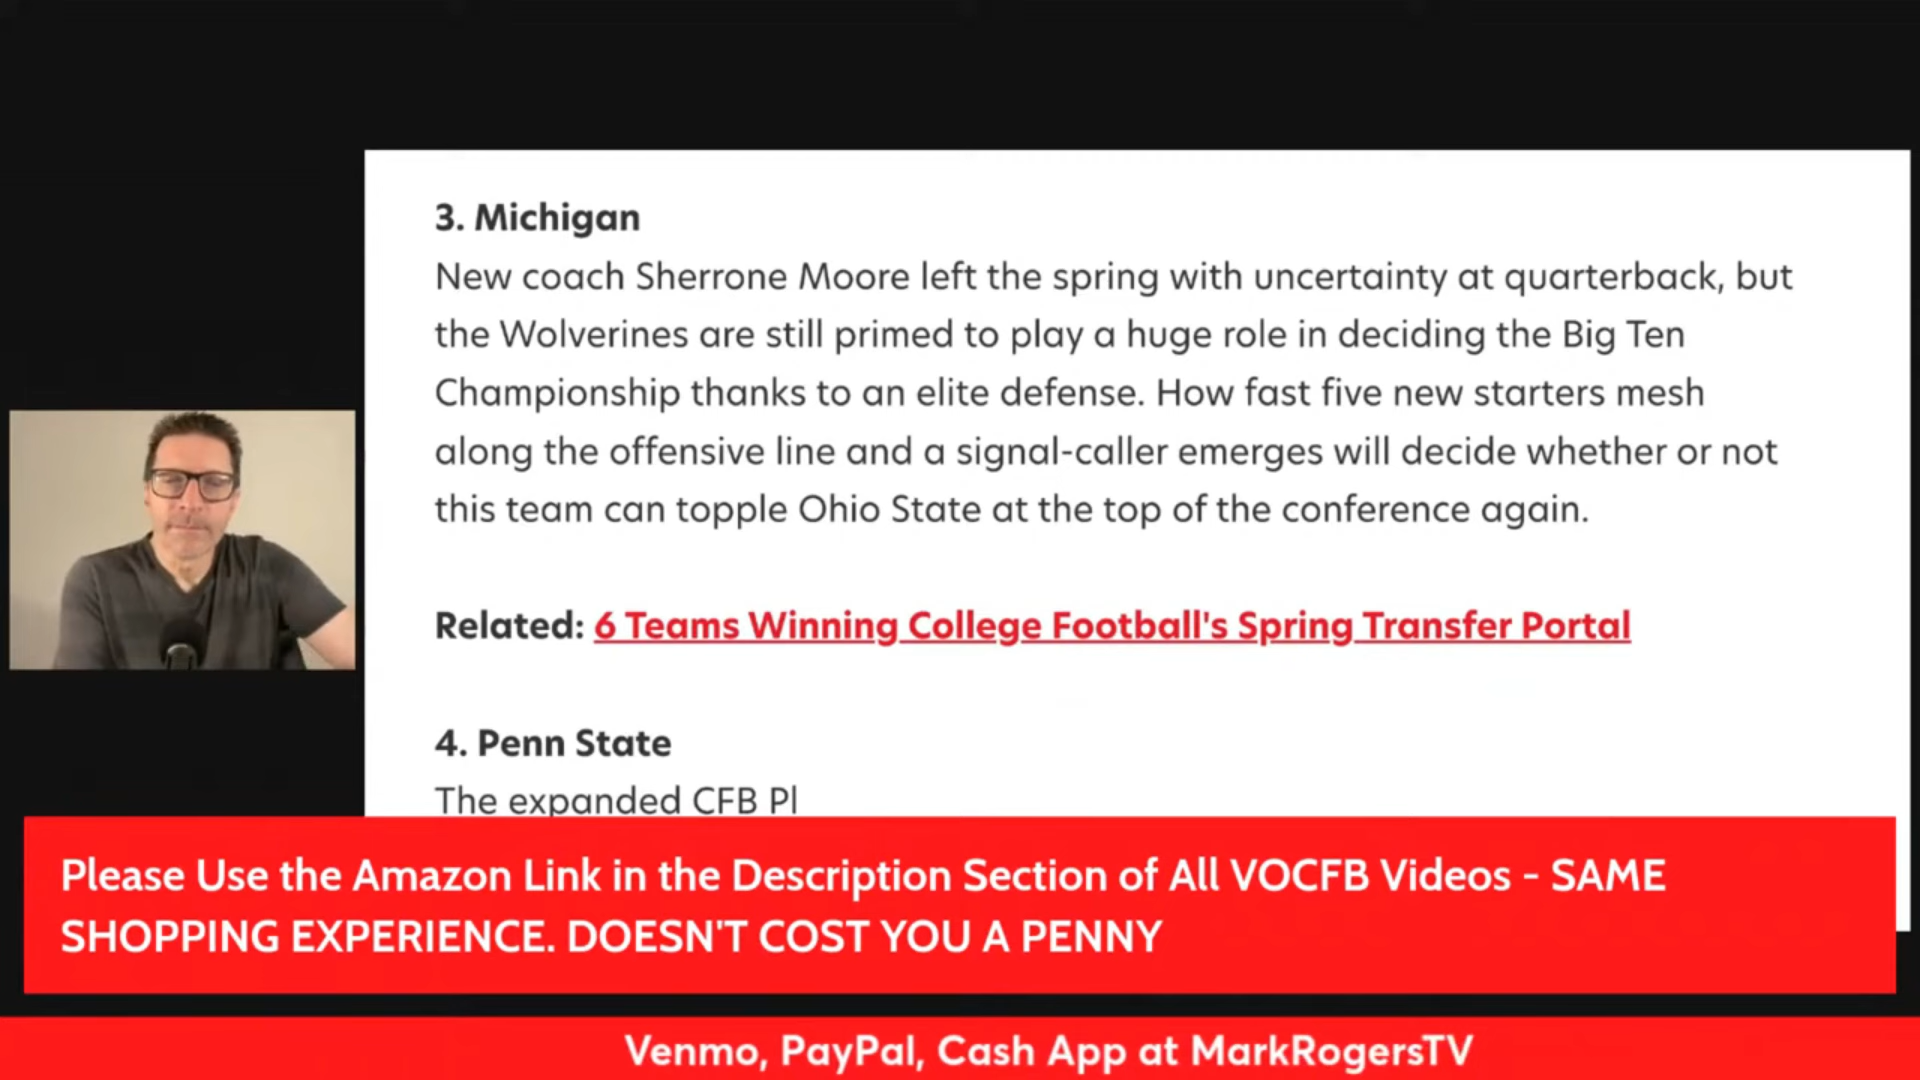 3. Michigan
New coach Sherrone Moore left the spring with uncertainty at quarterback, but
the Wolverines are still primed to play a huge role in deciding the Big Ten
Championship thanks to an elite defense. How fast five new starters mesh
along the offensive line and a signal-caller emerges will decide whether or not
this team can topple Ohio State at the top of the conference again.
Related: 6 Teams Winning College Football's Spring Transfer Portal
4. Penn State
The expanded CFB Pl
Please Use the Amazon Link in the Description Section of All VOCFB Videos - SAME
SHOPPING EXPERIENCE. DOESN'T COST YOU A PENNY
Venmo, PayPal, Cash App at MarkRogersTV